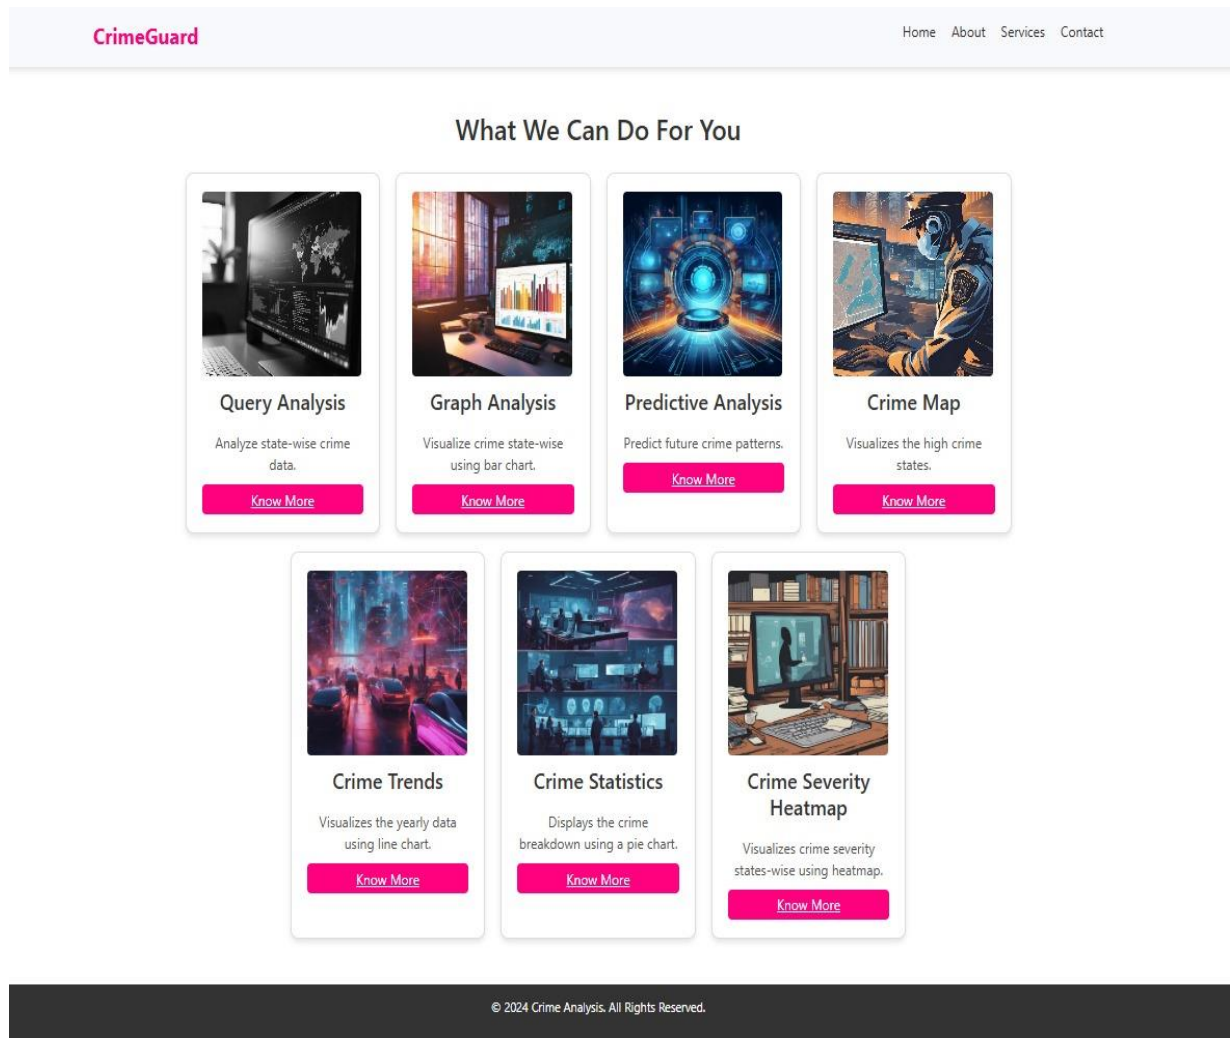 CrimeGuard
Home About Services Contact
What We Can Do For You
Query Analysis
Analyze state-wise crime
data.
Know More
Graph Analysis
Visualize crime state-wise
using bar chart.
Know More
Predictive Analysis
Predict future crime patterns.
Know More
Crime Map
Visualizes the high crime
states.
Know More
Crime Trends
Visualizes the yearly data
using line chart.
Know More
Crime Statistics
Displays the crime
breakdown using a pie chart.
Know More
Crime Severity
Heatmap
Visualizes crime severity
states-wise using heatmap.
Know More
© 2024 Crime Analysis. All Rights Reserved.